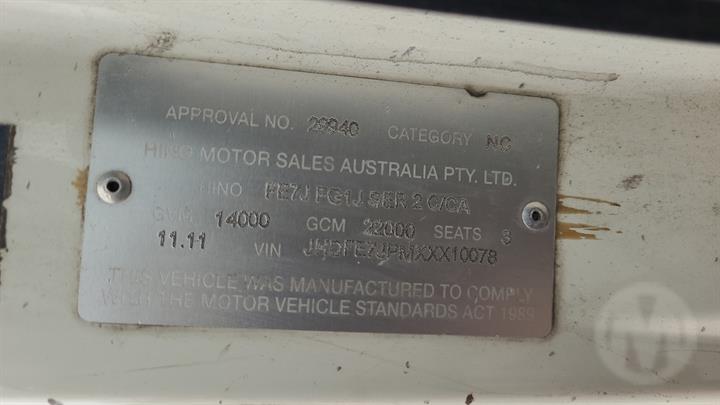 APPROVAL NO. 29940 CATEGORY NC
HINO MOTOR SALES AUSTRALIA PTY. LTD.
HINO FE7J FG1J SER 2 C/CA
GVM 14000 GCM 22000 SEATS 3
11.11 VIN JHDFE7JPMXXX10078
THIS VEHICLE WAS MANUFACTURED TO COMPLY
WITH THE MOTOR VEHICLE STANDARDS ACT 1989
M